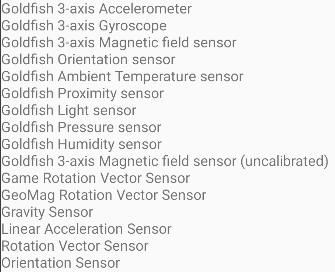 Goldfish 3-axis Accelerometer
Goldfish 3-axis Gyroscope
Goldfish 3-axis Magnetic field sensor
Goldfish Orientation sensor
Goldfish Ambient Temperature sensor
Goldfish Proximity sensor
Goldfish Light sensor
Goldfish Pressure sensor
Goldfish Humidity sensor
Goldfish 3-axis Magnetic field sensor (uncalibrated)
Game Rotation Vector Sensor
GeoMag Rotation Vector Sensor
Gravity Sensor
Linear Acceleration Sensor
Rotation Vector Sensor
Orientation Sensor